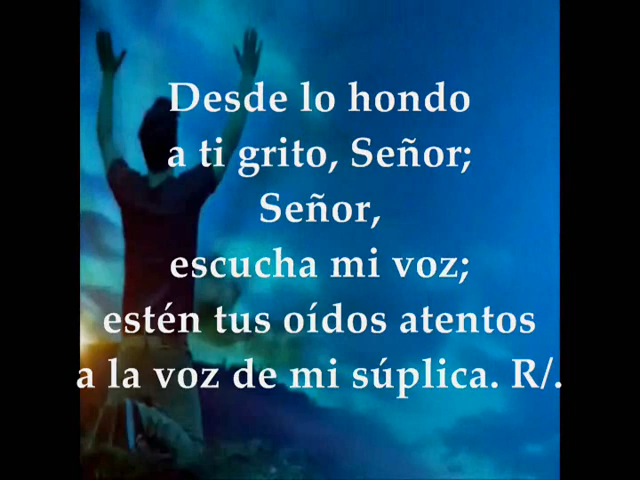 Desde lo hondo
a ti grito, Señor;
Señor,
escucha mi voz;
estén tus oídos atentos
a la voz de mi súplica. R/.